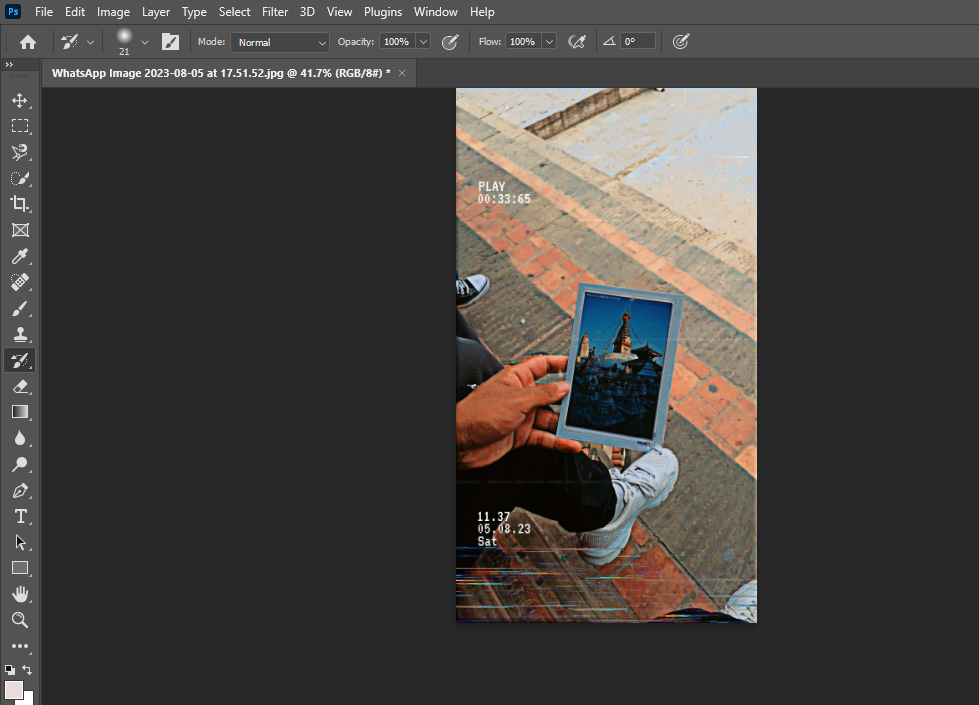 Ps File Edit Image Layer Type Select Filter 3D View Plugins Window Help
21 Mode: Normal Opacity: 100% Flow: 100% 0°
WhatsApp Image 2023-08-05 at 17.51.52.jpg @ 41.7% (RGB/8#) * ×
PLAY
00:33:65
11.37
05.08.23
Sat